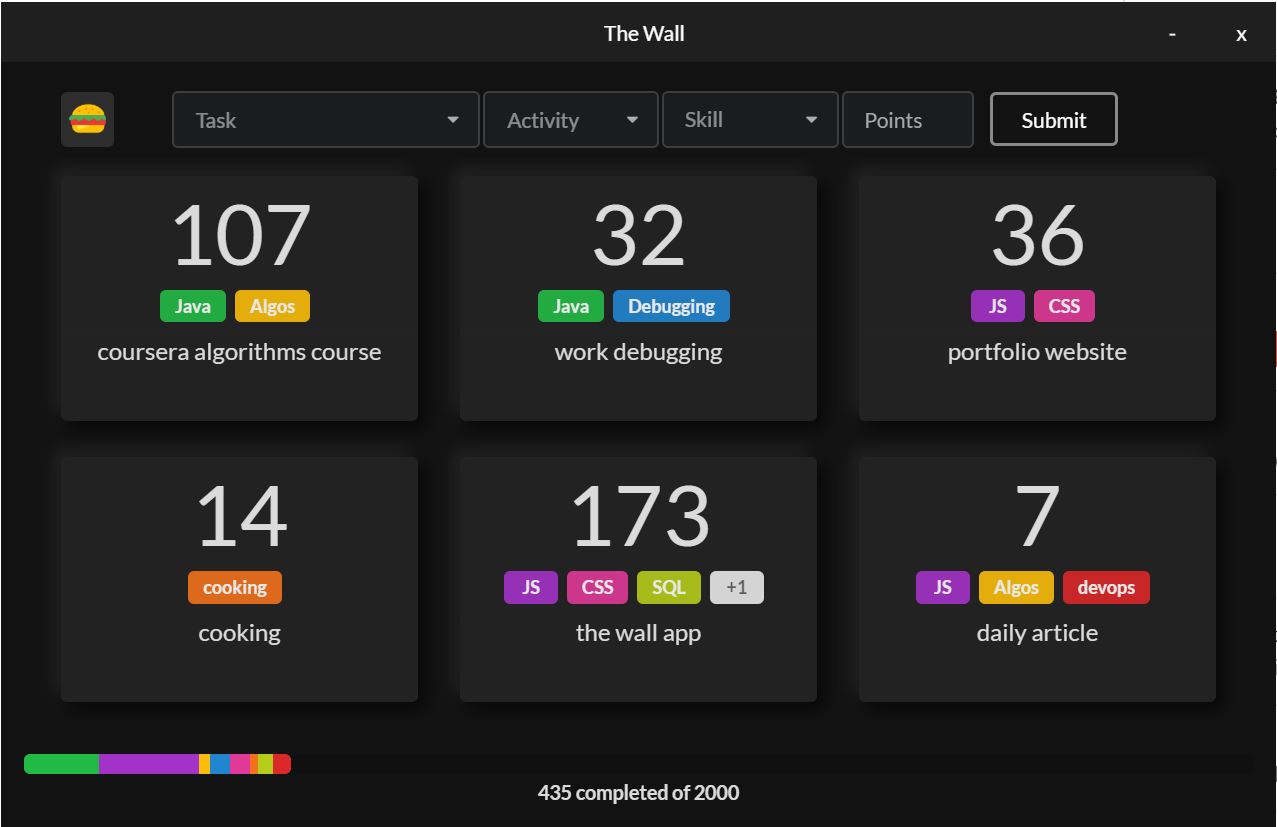 The Wall - x
Task Activity Skill Points Submit
107 32 36
Java Algos Java Debugging JS CSS
coursera algorithms course work debugging portfolio website
14 173 7
cooking JS CSS SQL +1 JS Algos devops
cooking the wall app daily article
435 completed of 2000